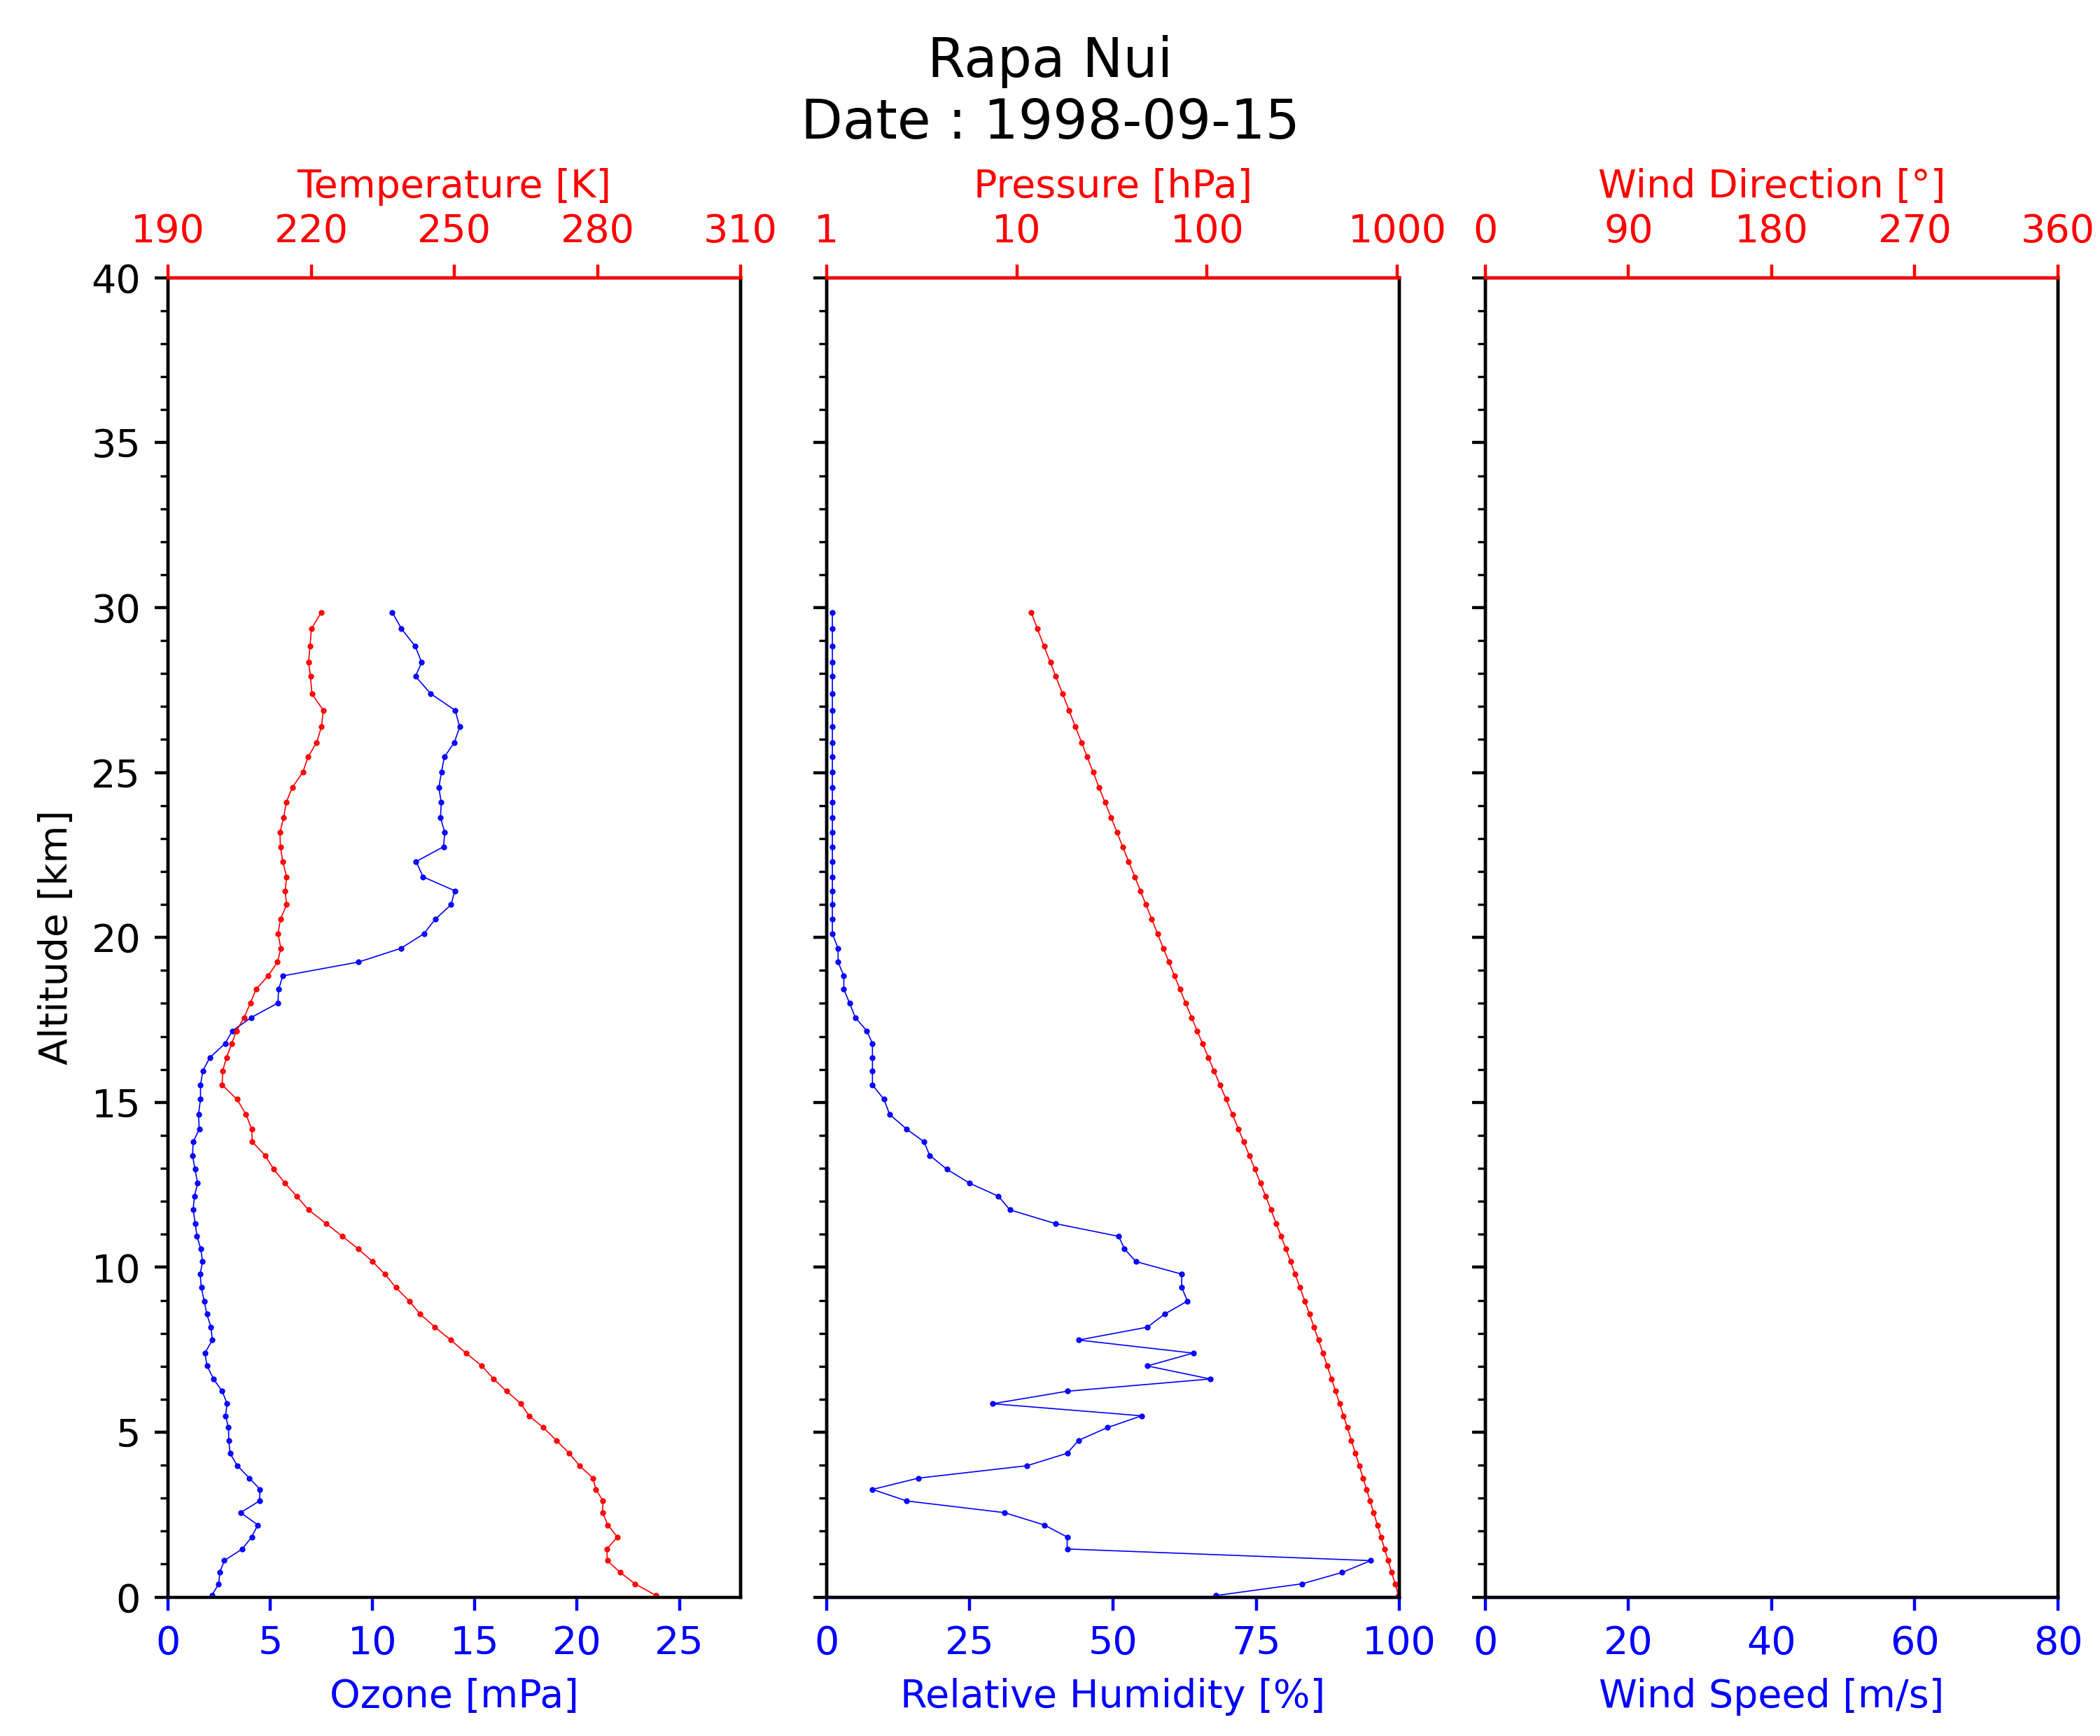 Rapa Nui
Date : 1998-09-15
Temperature [K] Pressure [hPa] Wind Direction [°]
190 220 250 280 310 1 10 100 1000 0 90 180 270 360
40
35
30
25
20
15
10
5
0
Altitude [km]
0 5 10 15 20 25 0 25 50 75 100 0 20 40 60 80
Ozone [mPa] Relative Humidity [%] Wind Speed [m/s]